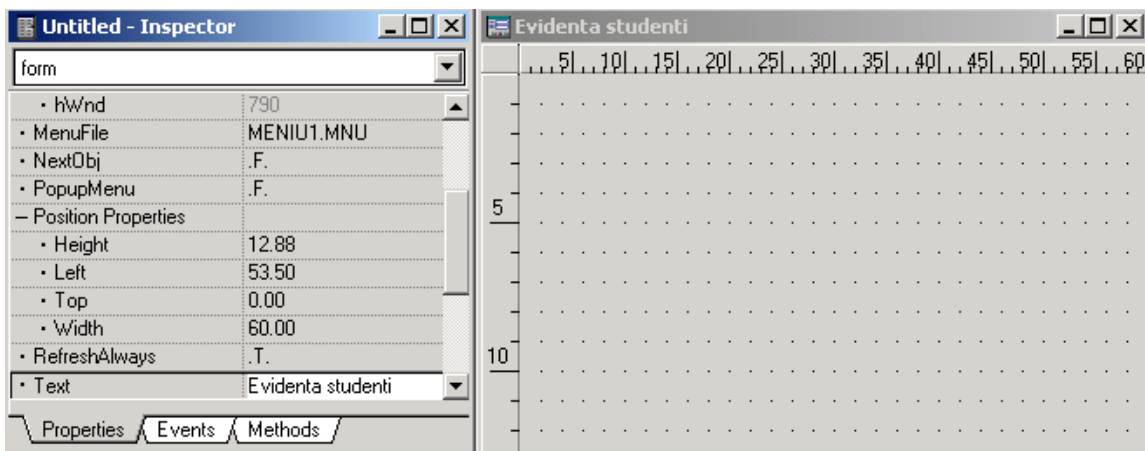 Untitled - Inspector
form
hWnd 790
MenuFile MENIU1.MNU
NextObj .F.
PopupMenu .F.
Position Properties
Height 12.88
Left 53.50
Top 0.00
Width 60.00
RefreshAlways .T.
Text Evidenta studenti
Properties Events Methods
Evidenta studenti
5 10 15 20 25 30 35 40 45 50 55 60
5
10